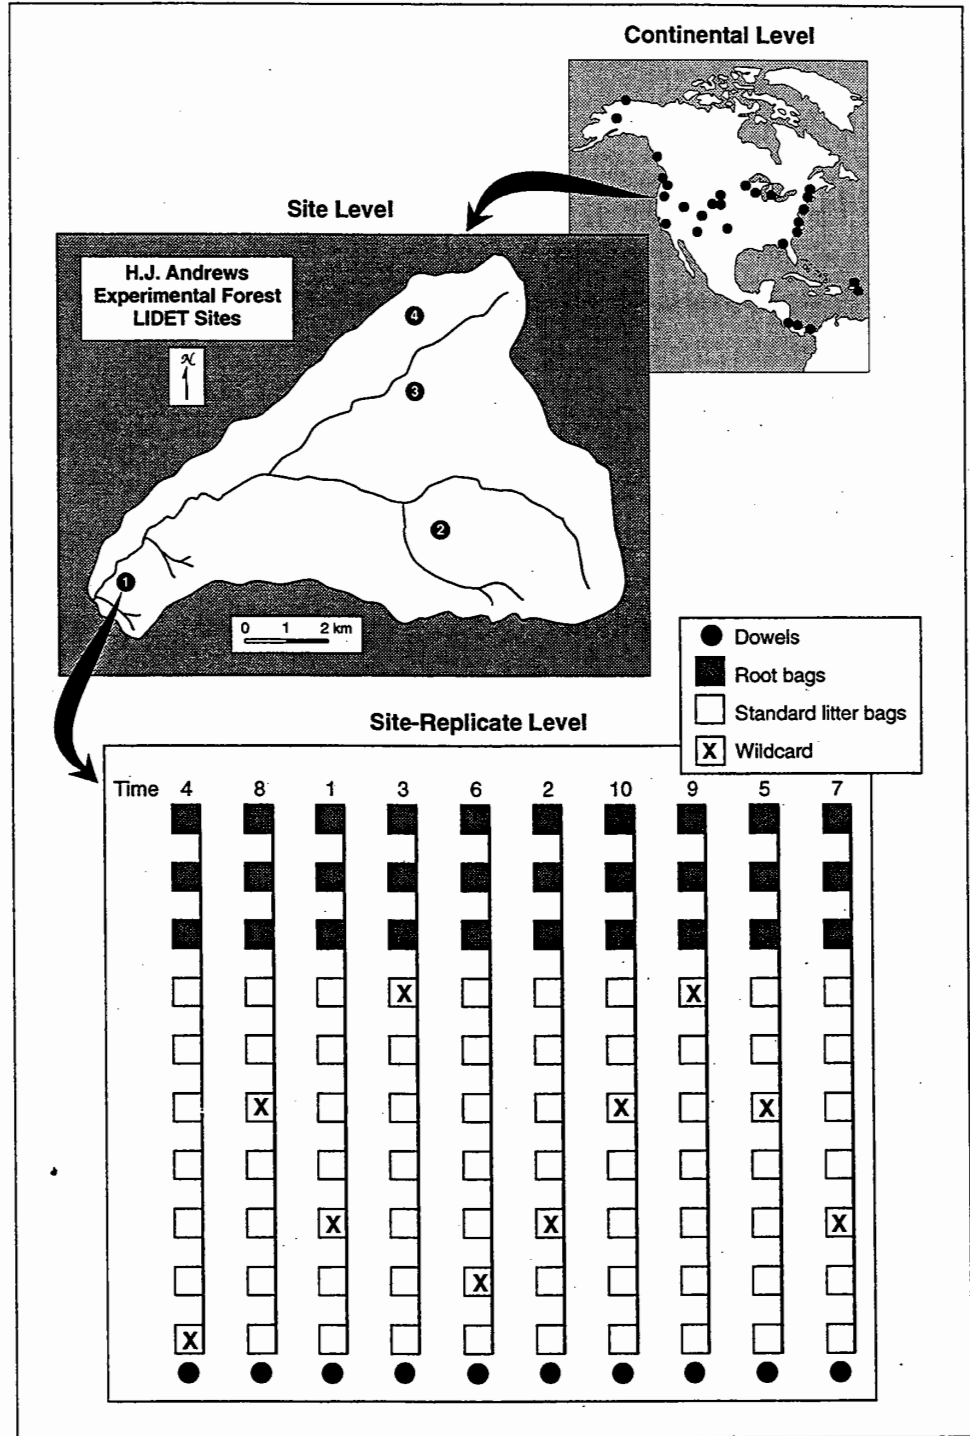 Continental Level
Site Level
H.J. Andrews
Experimental Forest
LIDET Sites
N
4
3
2
1
0 1 2 km
Dowels
Root bags
Standard litter bags
X Wildcard
Site-Replicate Level
Time 4 8 1 3 6 2 10 9 5 7
X X
X X X
X X X
X
X